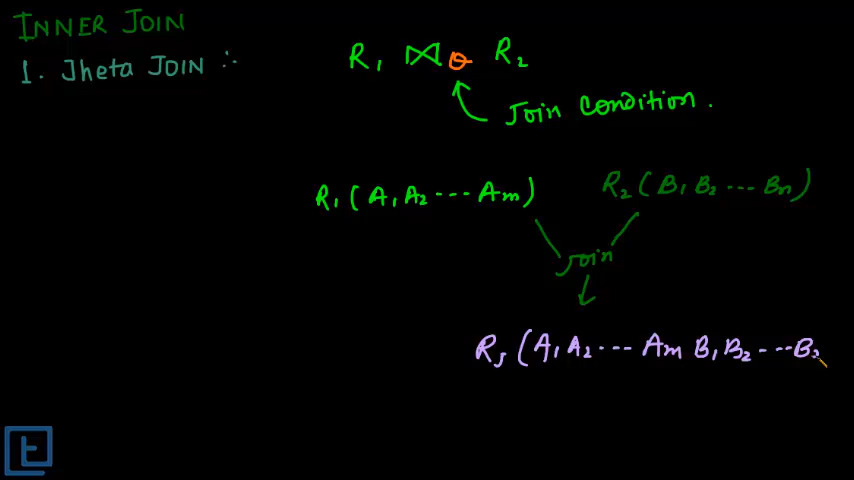 INNER JOIN
1. Jheta JOIN :
R₁ ⋈θ R₂
Join Condition.
R₁ ( A₁ A₂ --- Am)
R₂ ( B₁ B₂ --- Bn)
Join
Rs ( A₁ A₂ --- Am B₁ B₂ ---B